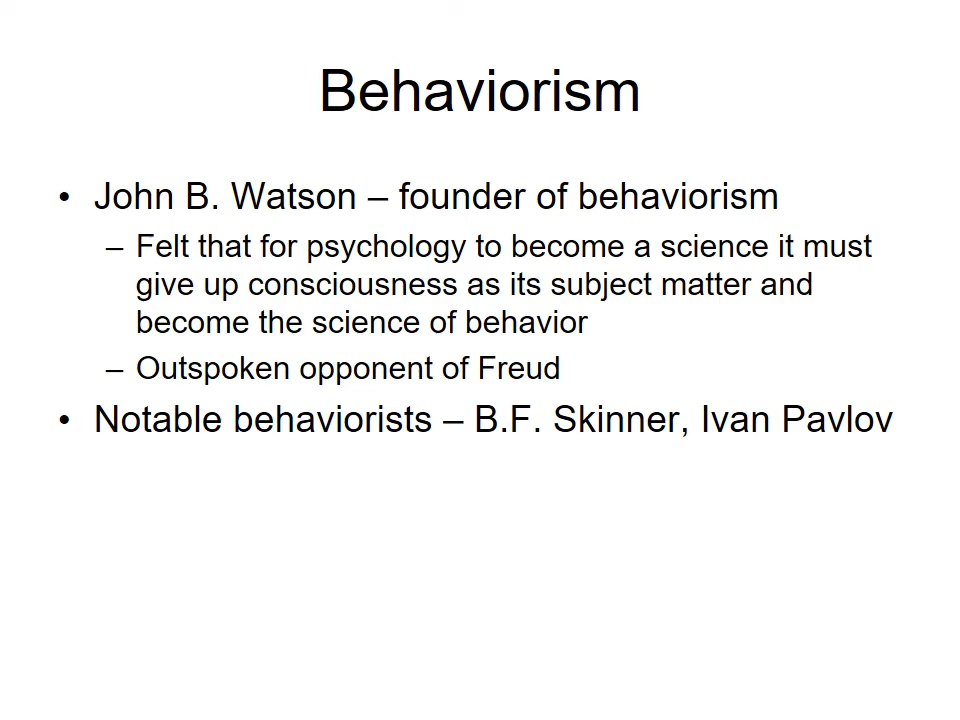 Behaviorism
• John B. Watson – founder of behaviorism
– Felt that for psychology to become a science it must
give up consciousness as its subject matter and
become the science of behavior
– Outspoken opponent of Freud
• Notable behaviorists – B.F. Skinner, Ivan Pavlov